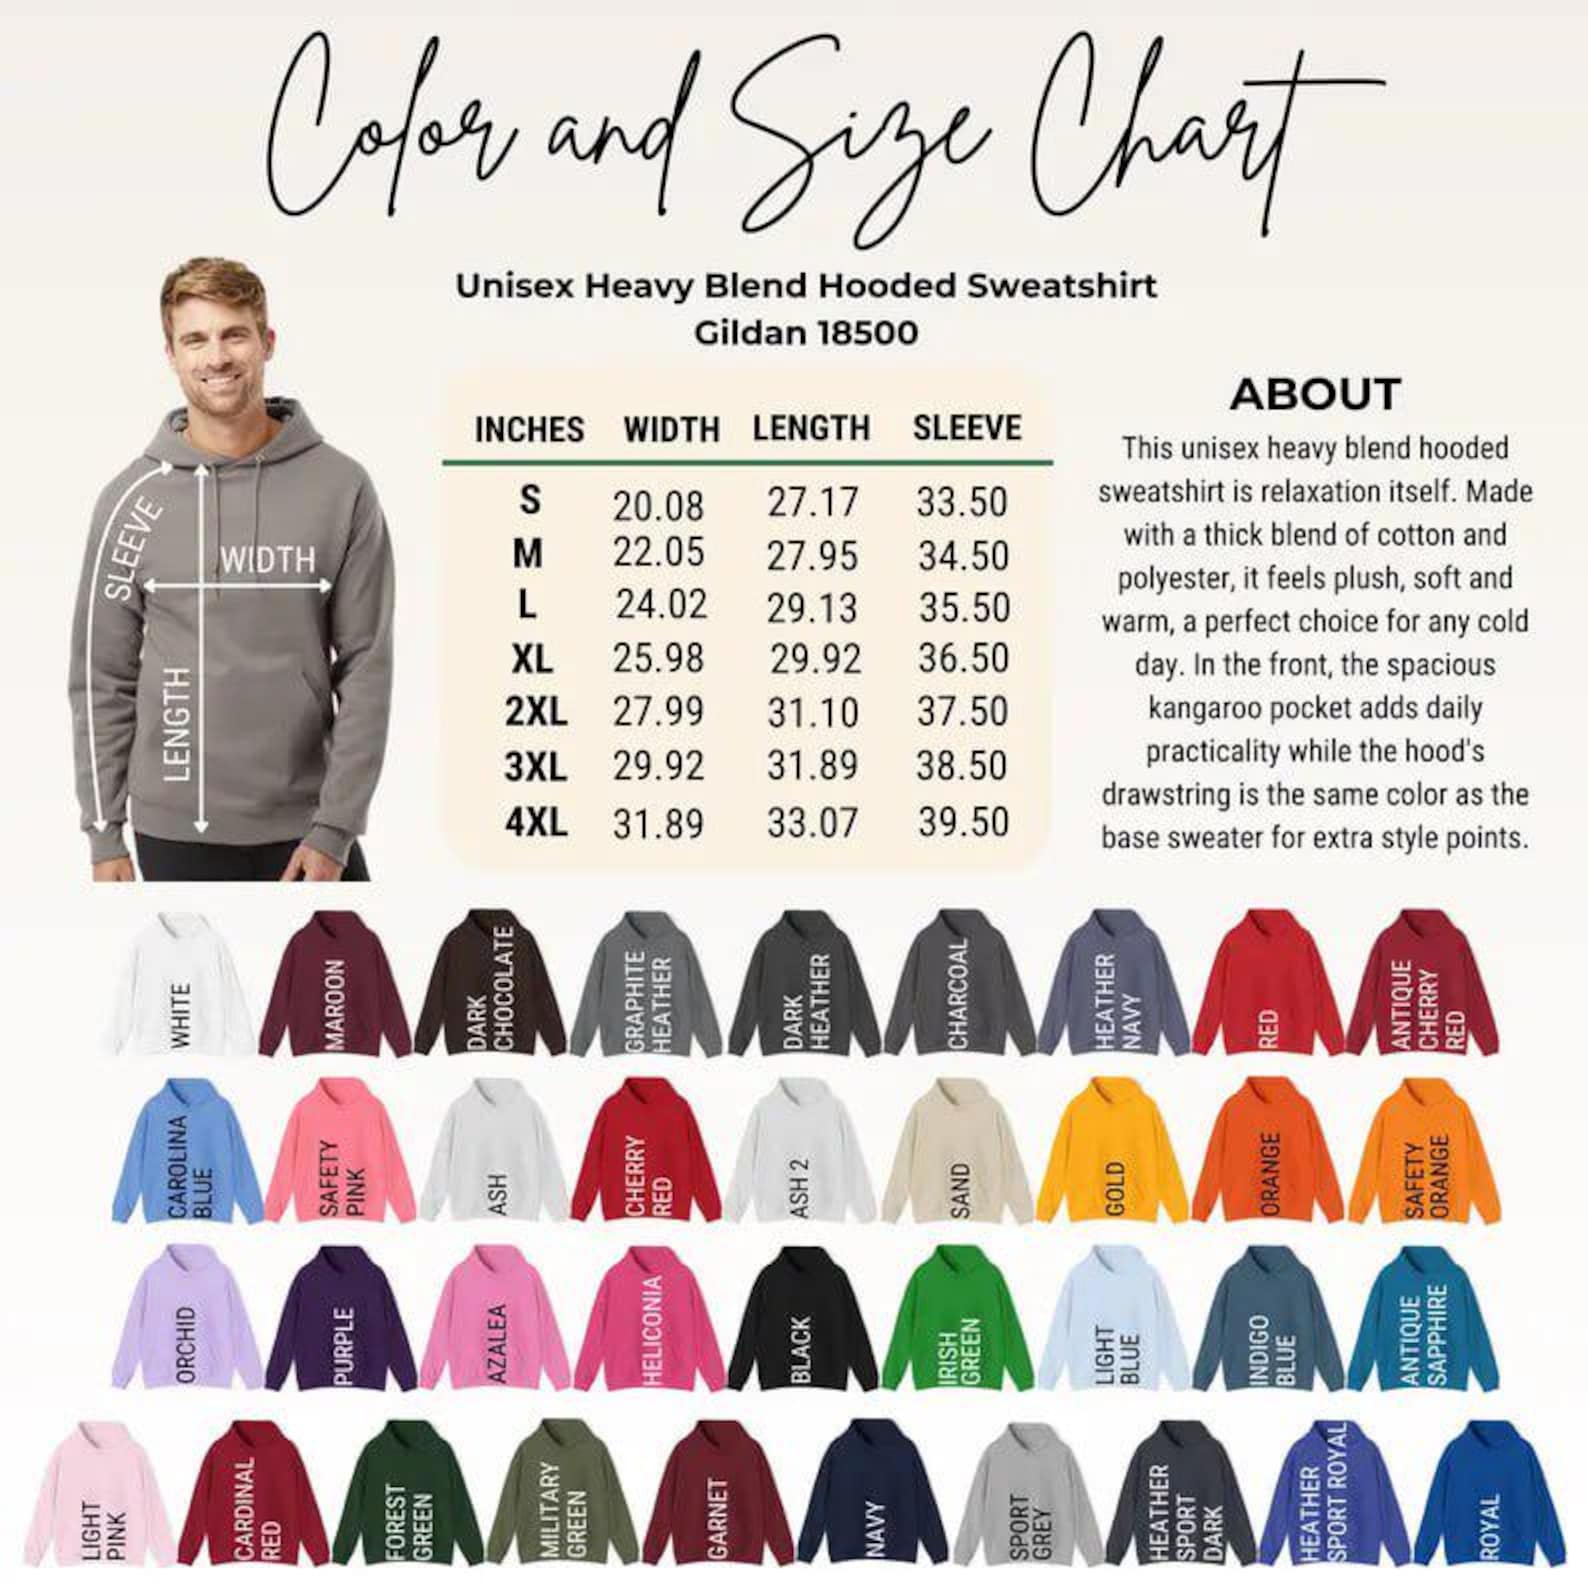 Color and Size Chart
Unisex Heavy Blend Hooded Sweatshirt
Gildan 18500
SLEEVE
WIDTH
LENGTH
INCHES WIDTH LENGTH SLEEVE
S 20.08 27.17 33.50
M 22.05 27.95 34.50
L 24.02 29.13 35.50
XL 25.98 29.92 36.50
2XL 27.99 31.10 37.50
3XL 29.92 31.89 38.50
4XL 31.89 33.07 39.50
ABOUT
This unisex heavy blend hooded
sweatshirt is relaxation itself. Made
with a thick blend of cotton and
polyester, it feels plush, soft and
warm, a perfect choice for any cold
day. In the front, the spacious
kangaroo pocket adds daily
practicality while the hood's
drawstring is the same color as the
base sweater for extra style points.
WHITE
MAROON
DARK
CHOCOLATE
GRAPHITE
HEATHER
DARK
HEATHER
CHARCOAL
HEATHER
NAVY
RED
ANTIQUE
CHERRY
RED
CAROLINA
BLUE
SAFETY
PINK
ASH
CHERRY
RED
ASH 2
SAND
GOLD
ORANGE
SAFETY
ORANGE
ORCHID
PURPLE
AZALEA
HELICONIA
BLACK
IRISH
GREEN
LIGHT
BLUE
INDIGO
BLUE
ANTIQUE
SAPPHIRE
LIGHT
PINK
CARDINAL
RED
FOREST
GREEN
MILITARY
GREEN
GARNET
NAVY
SPORT
GREY
HEATHER
SPORT
DARK
HEATHER
SPORT ROYAL
ROYAL